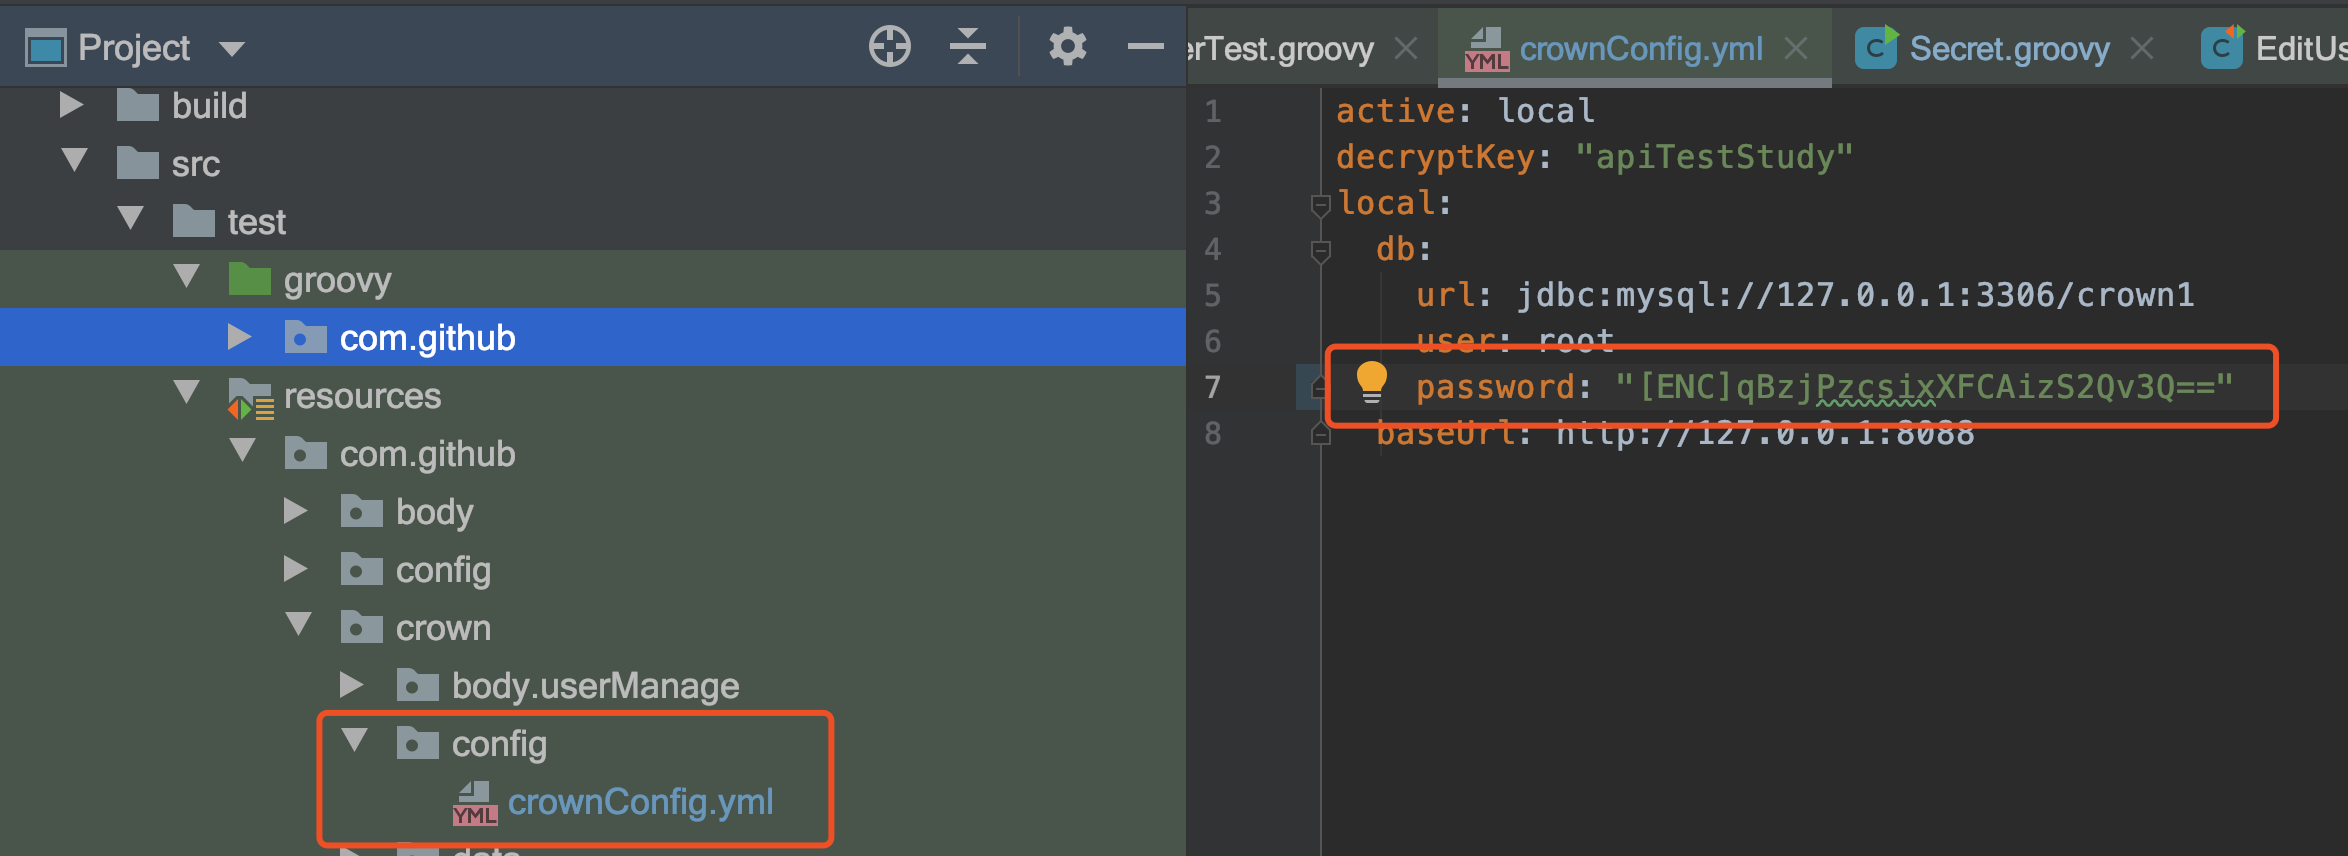 Project
build
src
test
groovy
com.github
resources
com.github
body
config
crown
body.userManage
config
YML crownConfig.yml
data
erTest.groovy
YML crownConfig.yml
C Secret.groovy
C EditUs
1 active: local
2 decryptKey: "apiTestStudy"
3 local:
4 db:
5 url: jdbc:mysql://127.0.0.1:3306/crown1
6 user: root
7 password: "[ENC]qBzjPzcsixXFCAizS2Qv3Q=="
8 baseUrl: http://127.0.0.1:8088